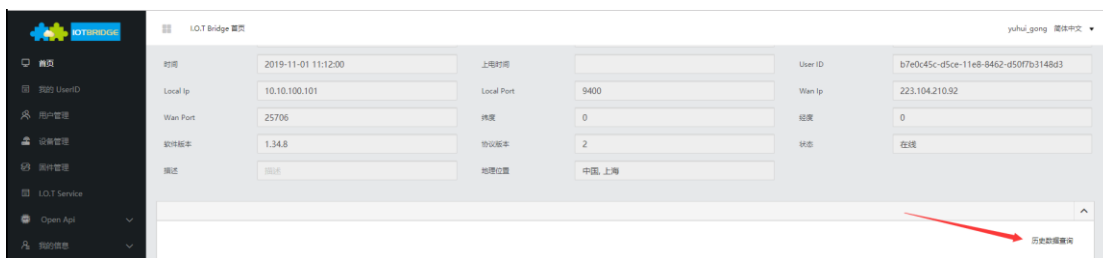 IOTBRIDGE
I.O.T Bridge 首页
yuhui_gong 简体中文
首页
我的 UserID
用户管理
设备管理
固件管理
I.O.T Service
Open Api
我的信息
时间 2019-11-01 11:12:00 上电时间 User ID b7e0c45c-d5ce-11e8-8462-d50f7b3148d3
Local Ip 10.10.100.101 Local Port 9400 Wan Ip 223.104.210.92
Wan Port 25706 纬度 0 经度 0
软件版本 1.34.8 协议版本 2 状态 在线
描述 描述 地理位置 中国, 上海
历史数据查询